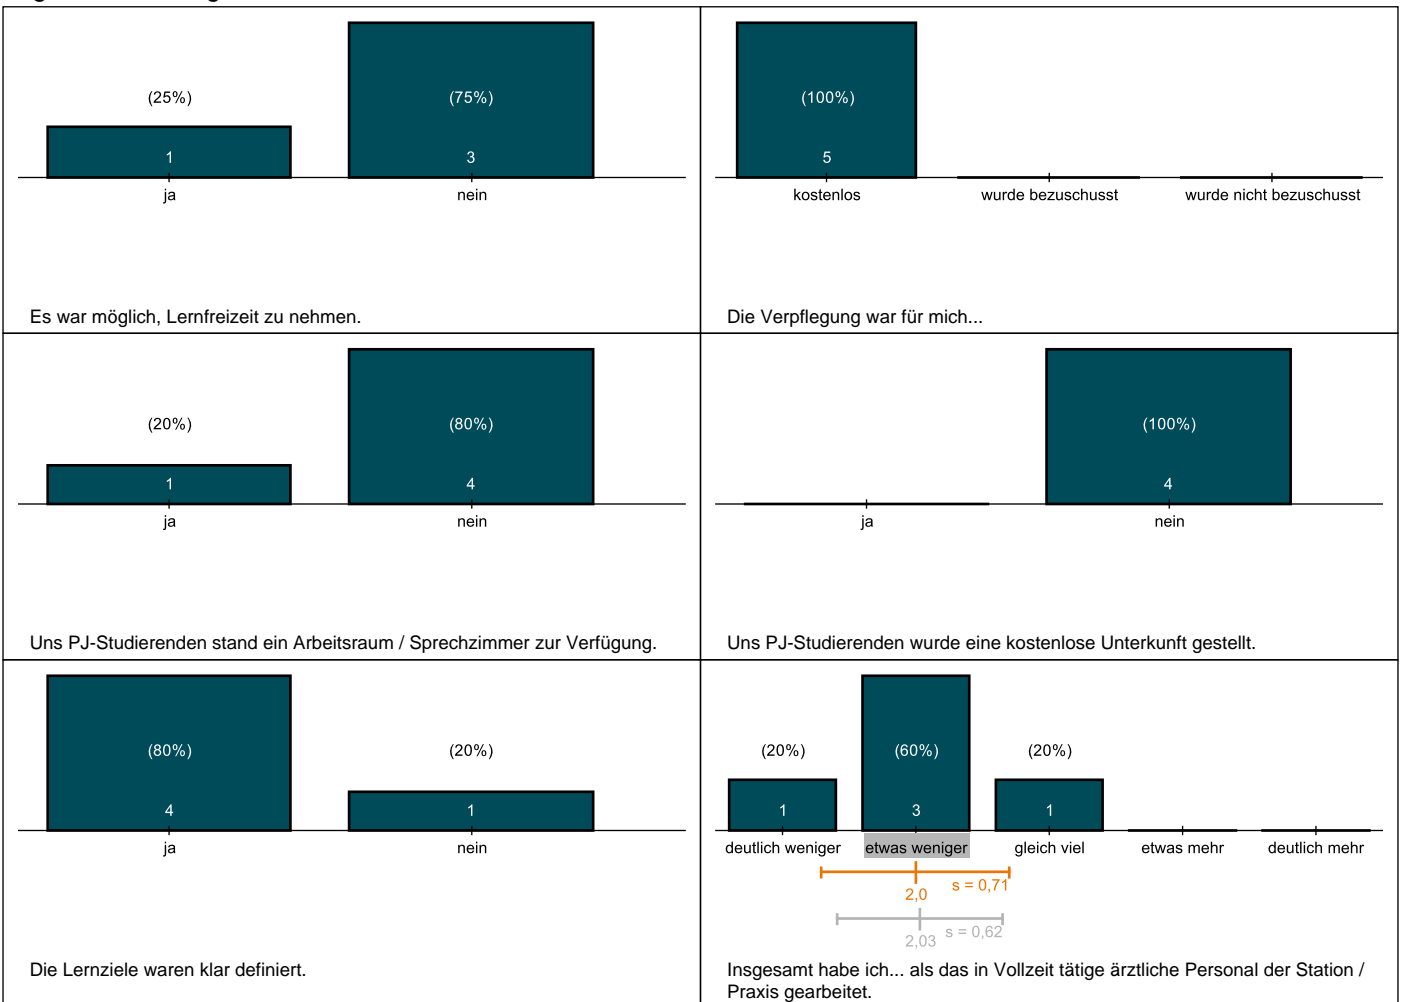 (25%)
(75%)
1
3
ja
nein
Es war möglich, Lernfreizeit zu nehmen.
(100%)
5
kostenlos
wurde bezuschusst
wurde nicht bezuschusst
Die Verpflegung war für mich...
(20%)
(80%)
1
4
ja
nein
Uns PJ-Studierenden stand ein Arbeitsraum / Sprechzimmer zur Verfügung.
(100%)
4
ja
nein
Uns PJ-Studierenden wurde eine kostenlose Unterkunft gestellt.
(80%)
(20%)
4
1
ja
nein
Die Lernziele waren klar definiert.
(20%)
(60%)
(20%)
1
3
1
deutlich weniger
etwas weniger
gleich viel
etwas mehr
deutlich mehr
s = 0,71
2,0
s = 0,62
2,03
Insgesamt habe ich... als das in Vollzeit tätige ärztliche Personal der Station /
Praxis gearbeitet.